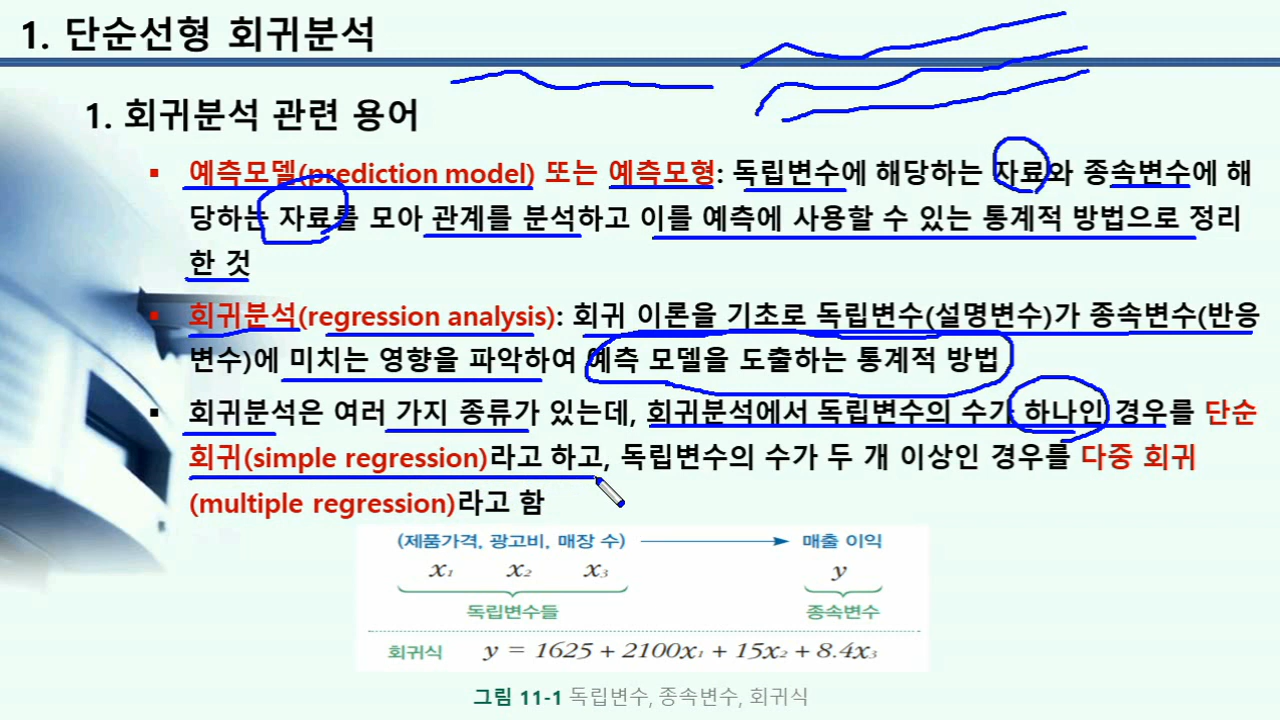 1. 단순선형 회귀분석
1. 회귀분석 관련 용어
▪ 예측모델(prediction model) 또는 예측모형: 독립변수에 해당하는 자료와 종속변수에 해
당하는 자료를 모아 관계를 분석하고 이를 예측에 사용할 수 있는 통계적 방법으로 정리
한 것
▪ 회귀분석(regression analysis): 회귀 이론을 기초로 독립변수(설명변수)가 종속변수(반응
변수)에 미치는 영향을 파악하여 예측 모델을 도출하는 통계적 방법
▪ 회귀분석은 여러 가지 종류가 있는데, 회귀분석에서 독립변수의 수가 하나인 경우를 단순
회귀(simple regression)라고 하고, 독립변수의 수가 두 개 이상인 경우를 다중 회귀
(multiple regression)라고 함
(제품가격, 광고비, 매장 수) → 매출 이익
x₁ x₂ x₃ y
독립변수들 종속변수
회귀식 y = 1625 + 2100x₁ + 15x₂ + 8.4x₃
그림 11-1 독립변수, 종속변수, 회귀식